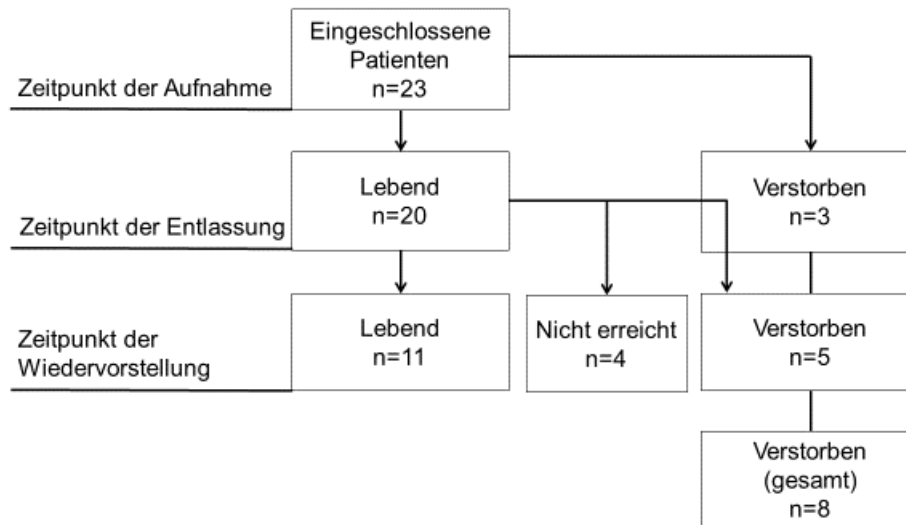 Eingeschlossene
Patienten
n=23
Zeitpunkt der Aufnahme
Lebend
n=20
Verstorben
n=3
Zeitpunkt der Entlassung
Lebend
n=11
Nicht erreicht
n=4
Verstorben
n=5
Zeitpunkt der
Wiedervorstellung
Verstorben
(gesamt)
n=8